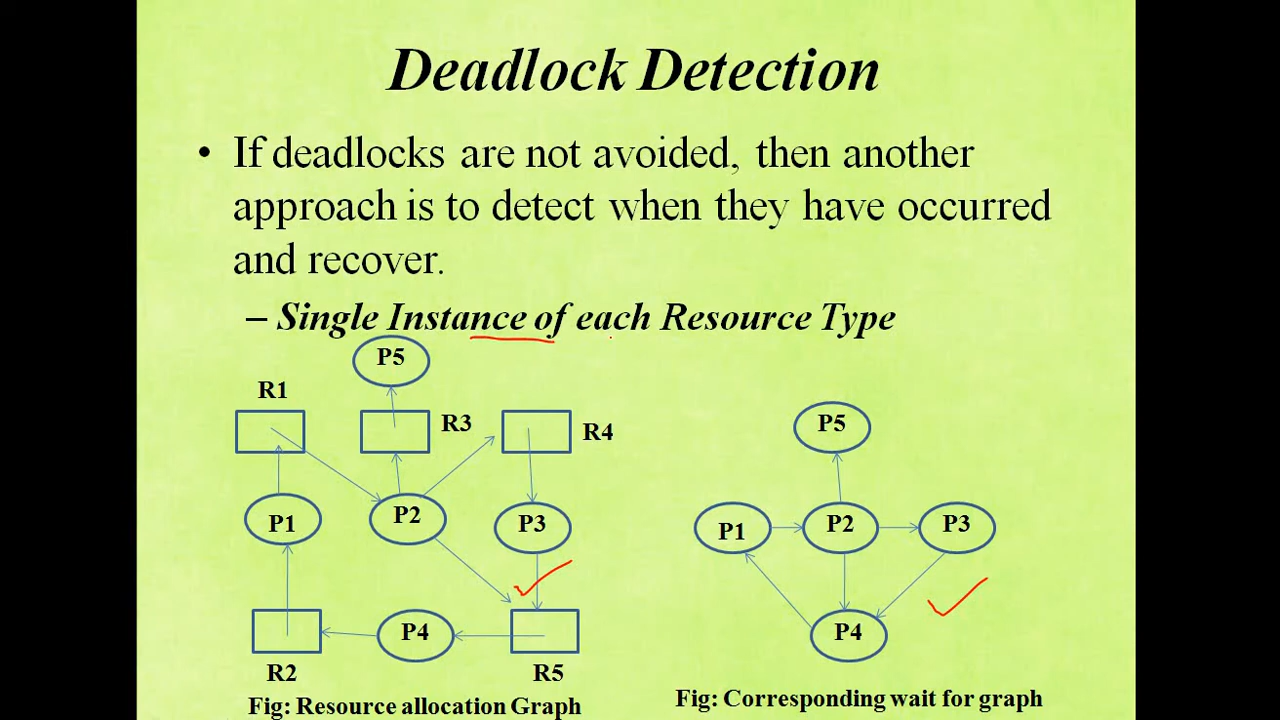 Deadlock Detection
• If deadlocks are not avoided, then another
approach is to detect when they have occurred
and recover.
– Single Instance of each Resource Type
P5
R1
R3
R4
P1
P2
P3
P4
R2
R5
Fig: Resource allocation Graph
P5
P1
P2
P3
P4
Fig: Corresponding wait for graph